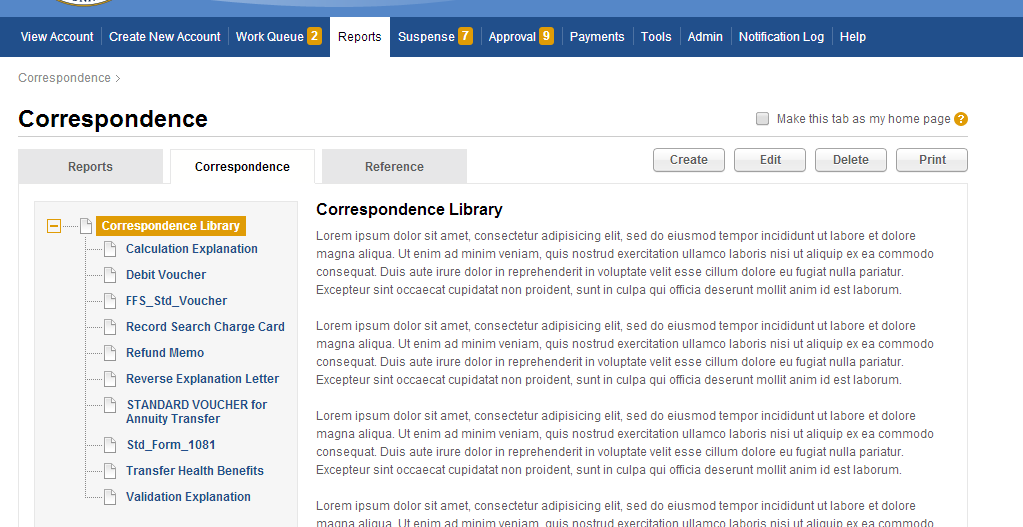 View Account
Create New Account
Work Queue 2
Reports
Suspense 7
Approval 9
Payments
Tools
Admin
Notification Log
Help
Correspondence >
Correspondence
Make this tab as my home page ?
Reports
Correspondence
Reference
Create
Edit
Delete
Print
Correspondence Library
Calculation Explanation
Debit Voucher
FFS_Std_Voucher
Record Search Charge Card
Refund Memo
Reverse Explanation Letter
STANDARD VOUCHER for
Annuity Transfer
Std_Form_1081
Transfer Health Benefits
Validation Explanation
Correspondence Library
Lorem ipsum dolor sit amet, consectetur adipisicing elit, sed do eiusmod tempor incididunt ut labore et dolore
magna aliqua. Ut enim ad minim veniam, quis nostrud exercitation ullamco laboris nisi ut aliquip ex ea commodo
consequat. Duis aute irure dolor in reprehenderit in voluptate velit esse cillum dolore eu fugiat nulla pariatur.
Excepteur sint occaecat cupidatat non proident, sunt in culpa qui officia deserunt mollit anim id est laborum.
Lorem ipsum dolor sit amet, consectetur adipisicing elit, sed do eiusmod tempor incididunt ut labore et dolore
magna aliqua. Ut enim ad minim veniam, quis nostrud exercitation ullamco laboris nisi ut aliquip ex ea commodo
consequat. Duis aute irure dolor in reprehenderit in voluptate velit esse cillum dolore eu fugiat nulla pariatur.
Excepteur sint occaecat cupidatat non proident, sunt in culpa qui officia deserunt mollit anim id est laborum.
Lorem ipsum dolor sit amet, consectetur adipisicing elit, sed do eiusmod tempor incididunt ut labore et dolore
magna aliqua. Ut enim ad minim veniam, quis nostrud exercitation ullamco laboris nisi ut aliquip ex ea commodo
consequat. Duis aute irure dolor in reprehenderit in voluptate velit esse cillum dolore eu fugiat nulla pariatur.
Excepteur sint occaecat cupidatat non proident, sunt in culpa qui officia deserunt mollit anim id est laborum.
Lorem ipsum dolor sit amet, consectetur adipisicing elit, sed do eiusmod tempor incididunt ut labore et dolore
magna aliqua. Ut enim ad minim veniam, quis nostrud exercitation ullamco laboris nisi ut aliquip ex ea commodo